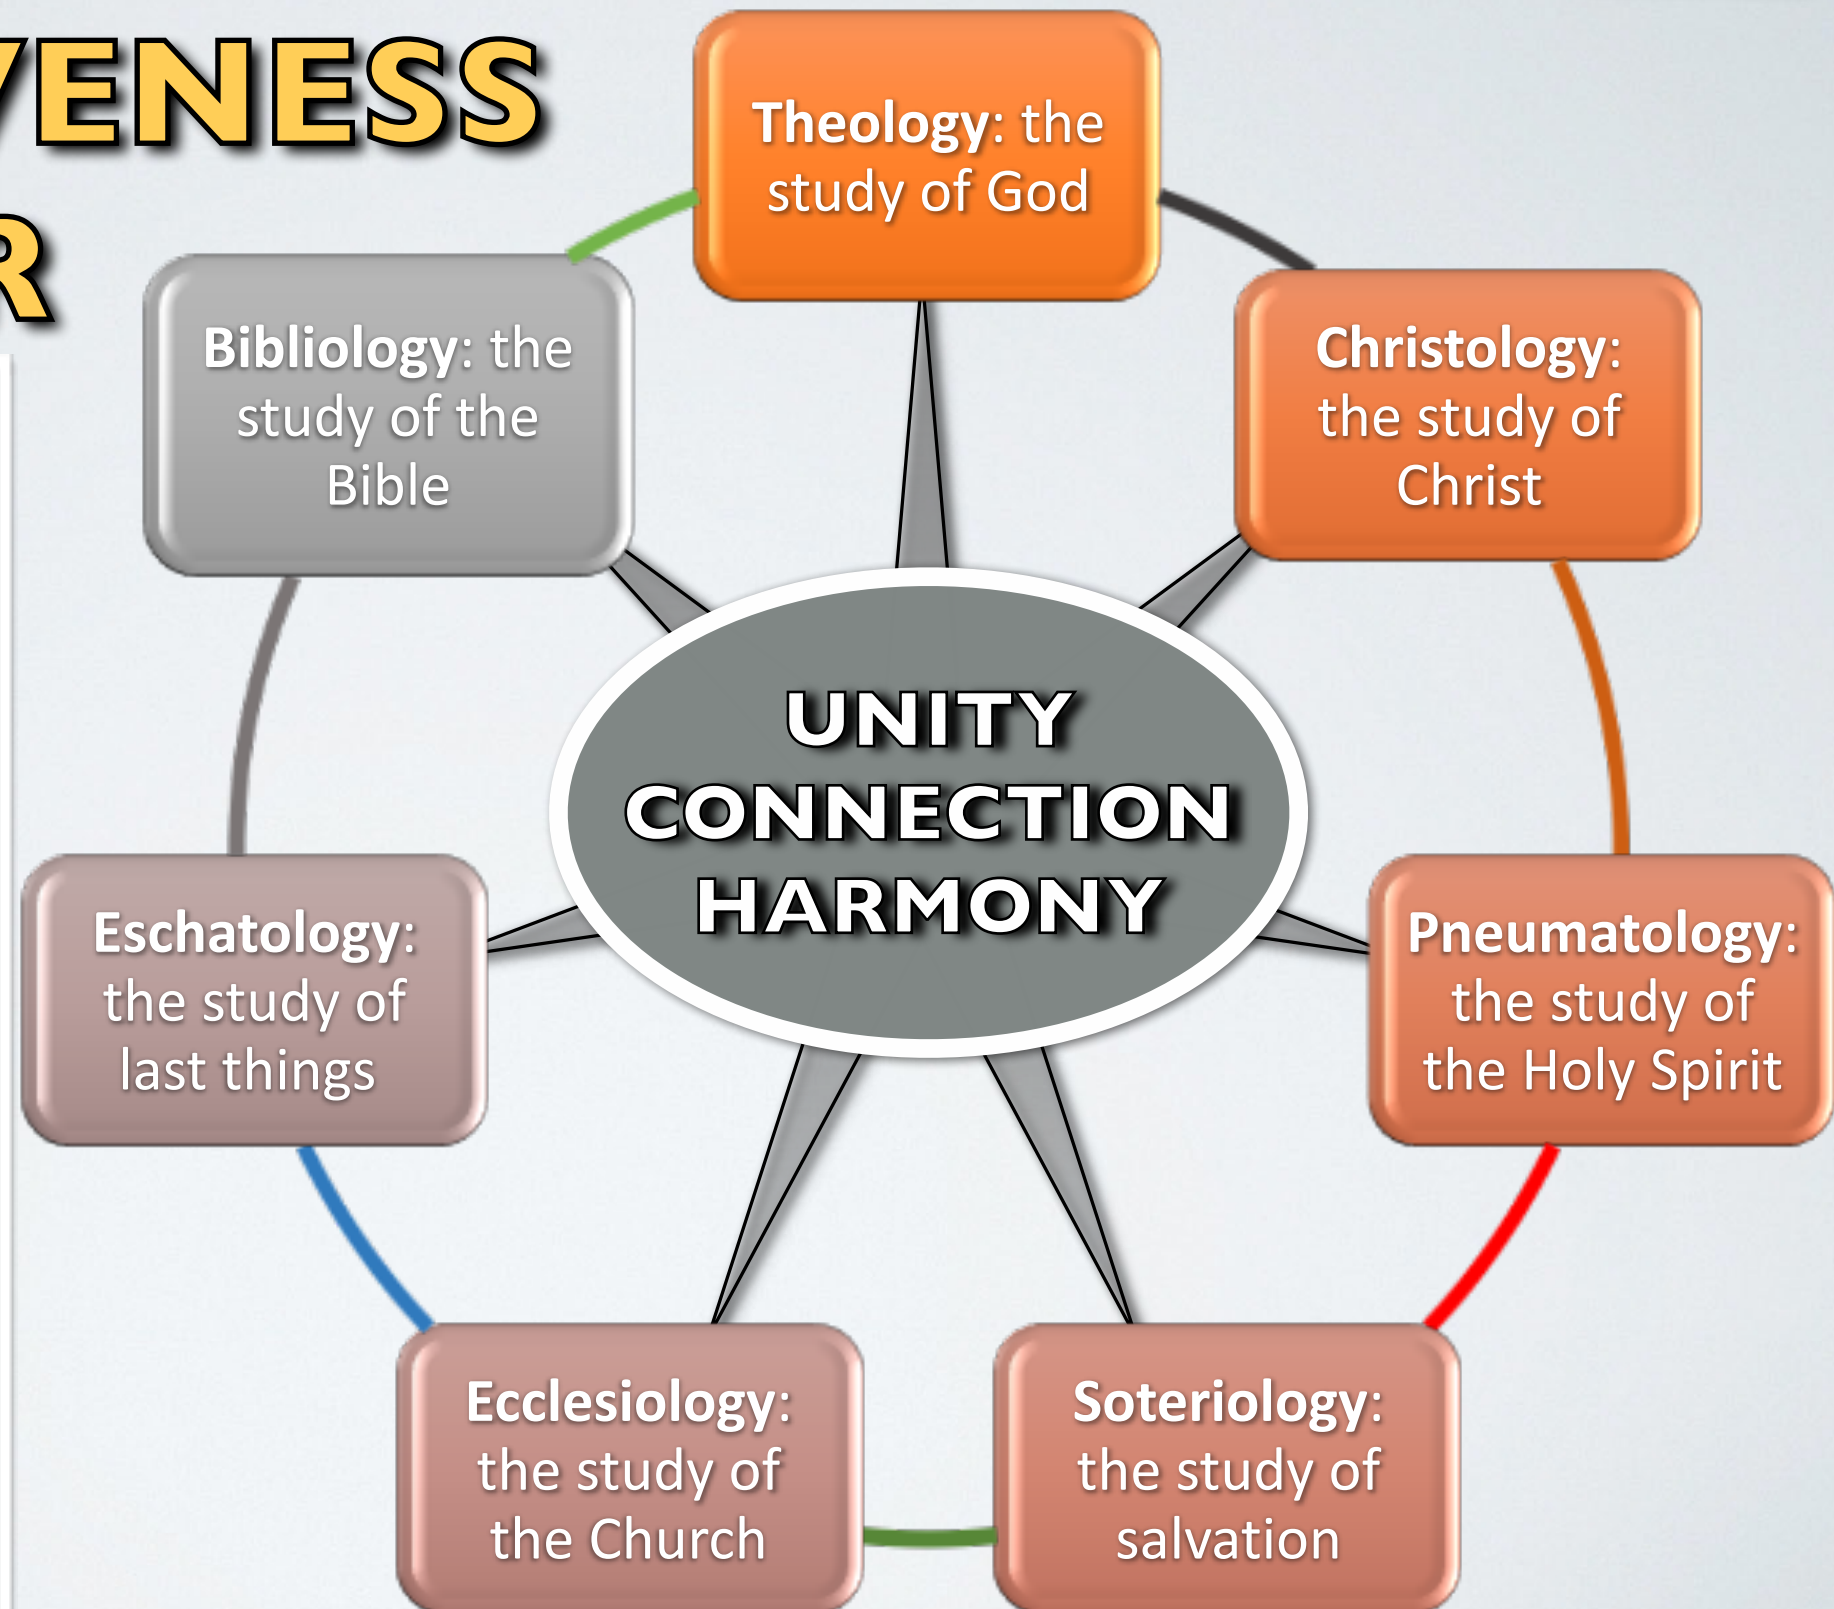 VENESS
R
Theology: the
study of God
Christology:
the study of
Christ
Pneumatology:
the study of
the Holy Spirit
Soteriology:
the study of
salvation
Ecclesiology:
the study of
the Church
Eschatology:
the study of
last things
Bibliology: the
study of the
Bible
UNITY
CONNECTION
HARMONY